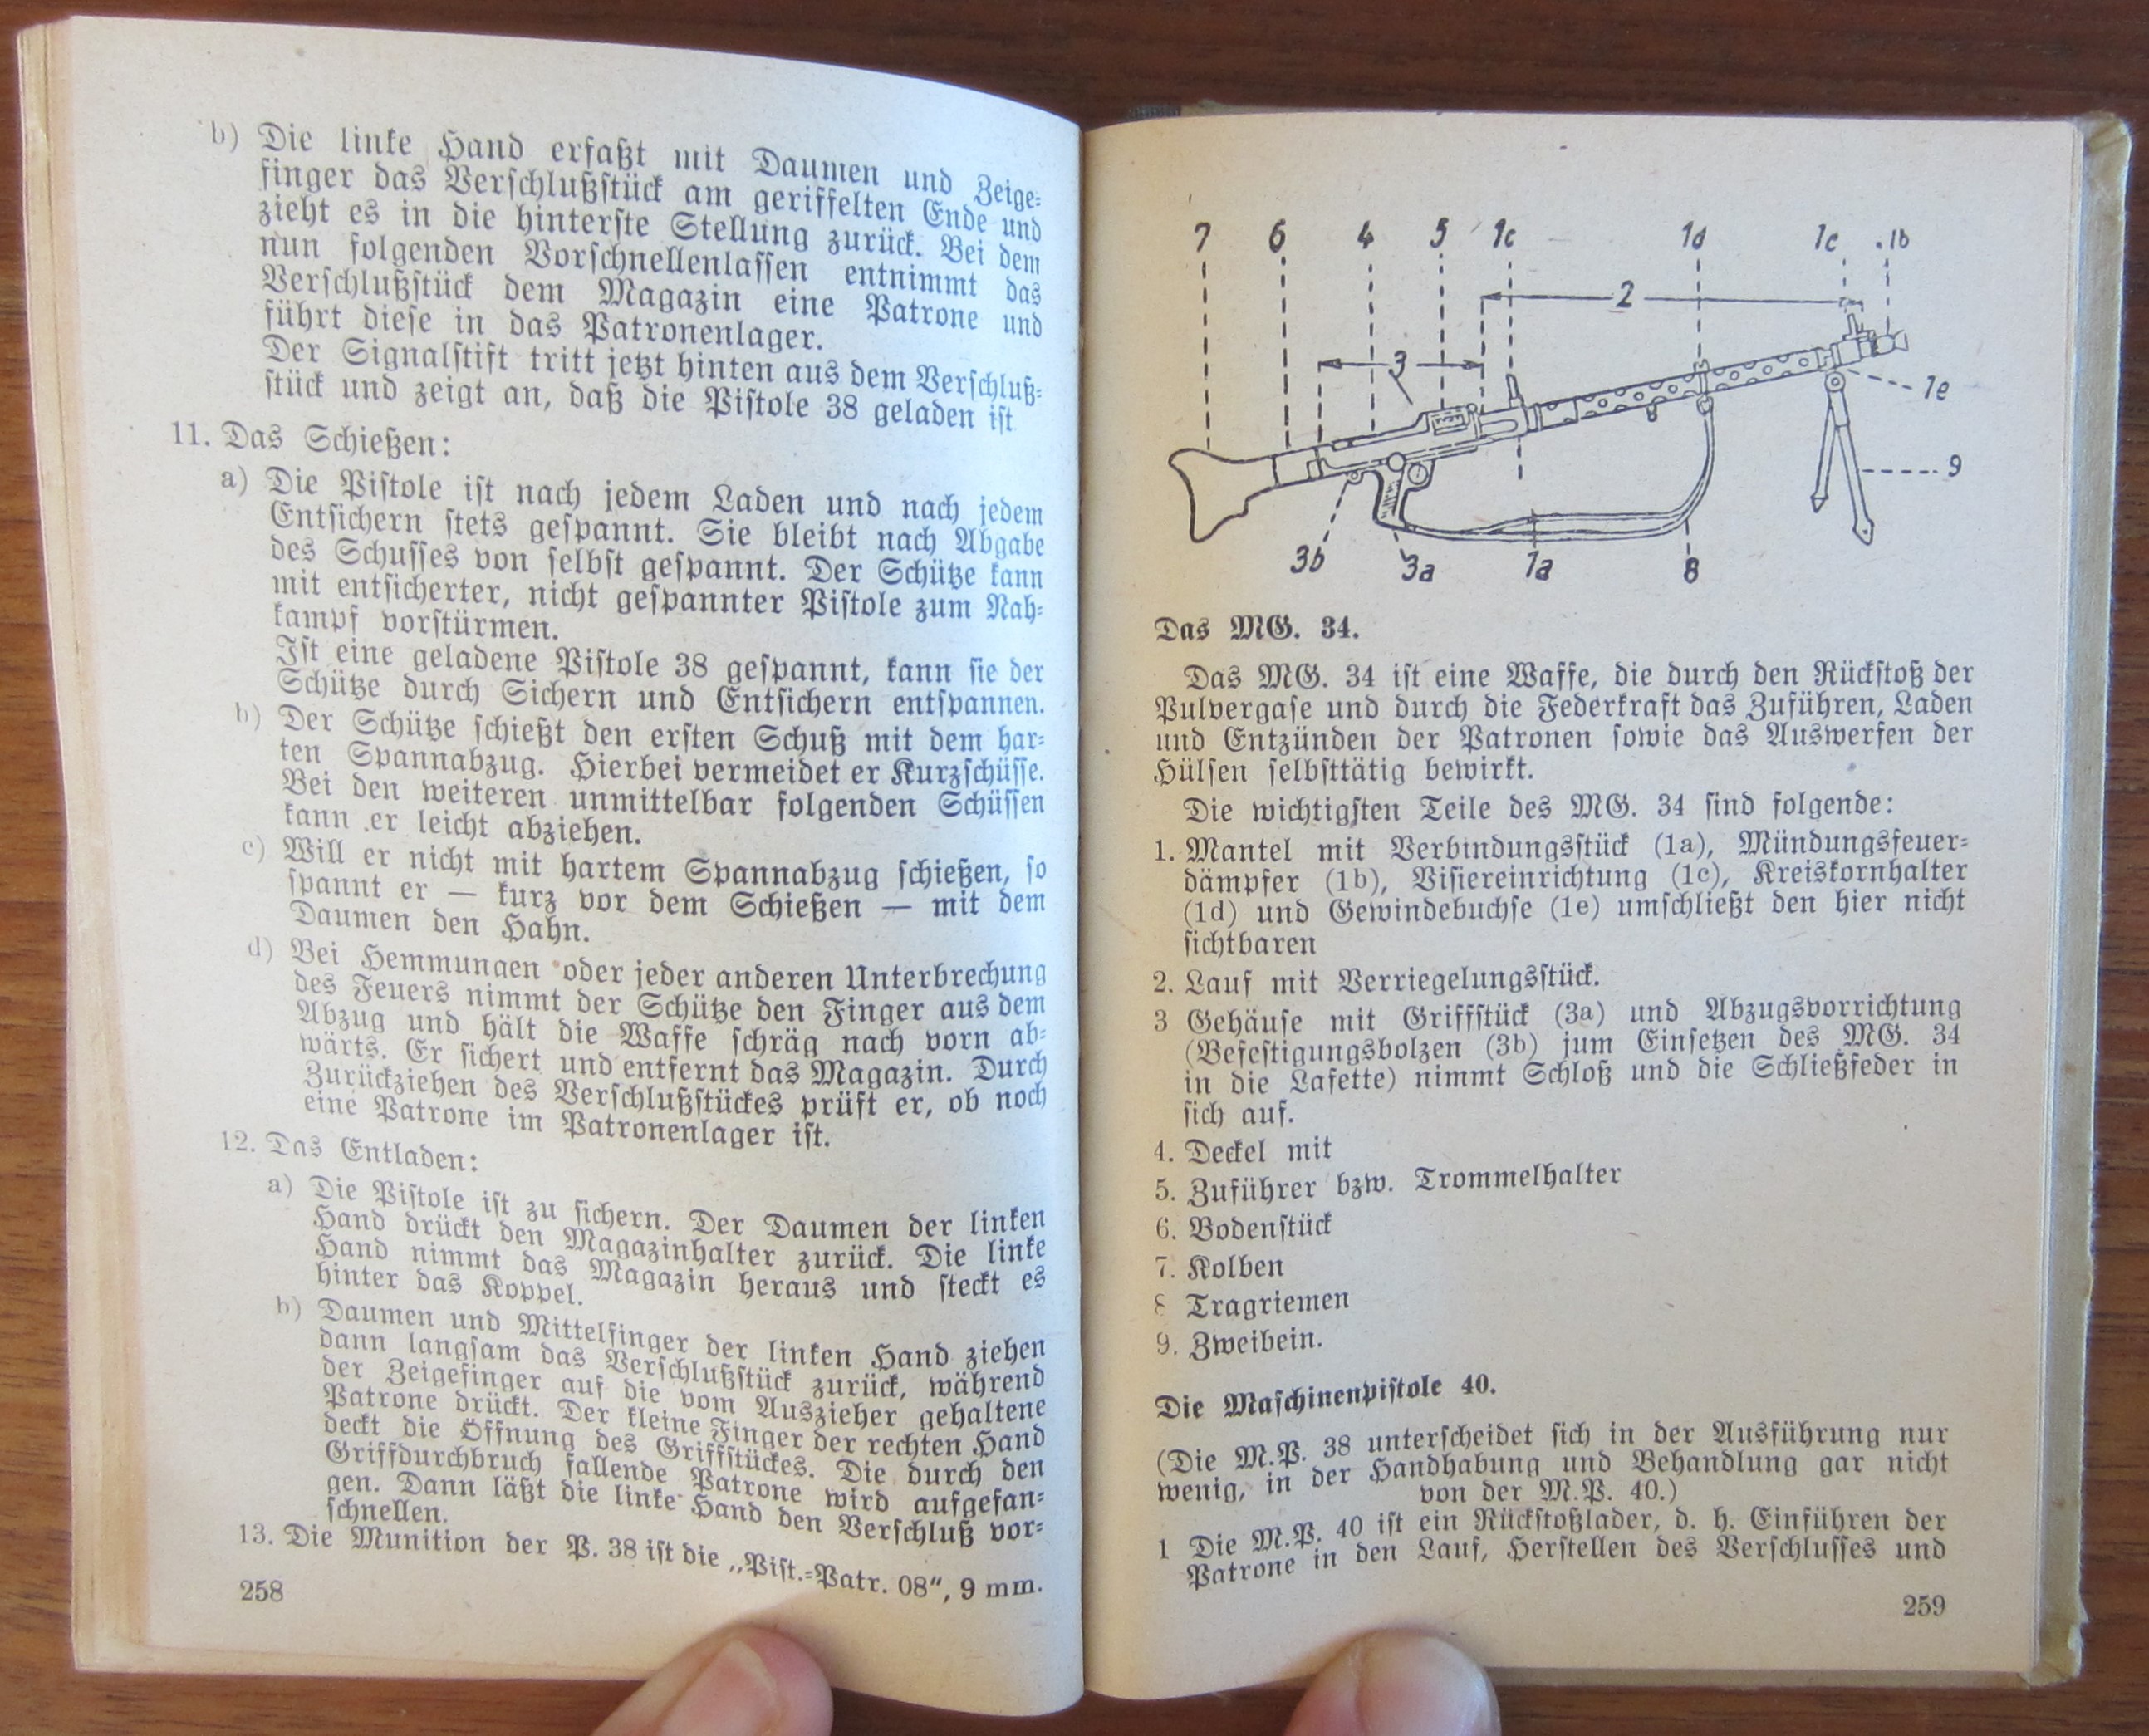 b) Die linke Hand erfaßt mit Daumen und Zeige-
finger das Verschlußstück am geriffelten Ende und
zieht es in die hinterste Stellung zurück. Bei dem
nun folgenden Vorschnellenlassen entnimmt das
Verschlußstück dem Magazin eine Patrone und
führt diese in das Patronenlager.
Der Signalstift tritt jetzt hinten aus dem Verschluß-
stück und zeigt an, daß die Pistole 38 geladen ist
11. Das Schießen:
a) Die Pistole ist nach jedem Laden und nach jedem
Entsichern stets gespannt. Sie bleibt nach Abgabe
des Schusses von selbst gespannt. Der Schütze kann
mit entsicherter, nicht gespannter Pistole zum Nah-
kampf vorstürmen.
Ist eine geladene Pistole 38 gespannt, kann sie der
Schütze durch Sichern und Entsichern entspannen.
b) Der Schütze schießt den ersten Schuß mit dem har-
ten Spannabzug. Hierbei vermeidet er Kurzschüsse.
Bei den weiteren unmittelbar folgenden Schüssen
kann er leicht abziehen.
c) Will er nicht mit hartem Spannabzug schießen, so
spannt er — kurz vor dem Schießen — mit dem
Daumen den Hahn.
d) Bei Hemmungen oder jeder anderen Unterbrechung
des Feuers nimmt der Schütze den Finger aus dem
Abzug und hält die Waffe schräg nach vorn ab-
wärts. Er sichert und entfernt das Magazin. Durch
Zurückziehen des Verschlußstückes prüft er, ob noch
eine Patrone im Patronenlager ist.
12. Das Entladen:
a) Die Pistole ist zu sichern. Der Daumen der linken
Hand drückt den Magazinhalter zurück. Die linke
Hand nimmt das Magazin heraus und steckt es
hinter das Koppel.
b) Daumen und Mittelfinger der linken Hand ziehen
dann langsam das Verschlußstück zurück, während
der Zeigefinger auf die vom Auszieher gehaltene
Patrone drückt. Der kleine Finger der rechten Hand
deckt die Öffnung des Griffstückes. Die durch den
Griffdurchbruch fallende Patrone wird aufgefan-
gen. Dann läßt die linke Hand den Verschluß vor-
schnellen.
13. Die Munition der P. 38 ist die „Pist.-Patr. 08“, 9 mm.
258
7 6 4 5 1c 1d 1c 1b
2
3
1e
9
3b 3a 1a 8
Das MG. 34.
Das MG. 34 ist eine Waffe, die durch den Rückstoß der
Pulvergase und durch die Federkraft das Zuführen, Laden
und Entzünden der Patronen sowie das Auswerfen der
Hülsen selbsttätig bewirkt.
Die wichtigsten Teile des MG. 34 sind folgende:
1. Mantel mit Verbindungsstück (1a), Mündungsfeuer-
dämpfer (1b), Visiereinrichtung (1c), Kreiskornhalter
(1d) und Gewindebuchse (1e) umschließt den hier nicht
sichtbaren
2. Lauf mit Verriegelungsstück.
3 Gehäuse mit Griffstück (3a) und Abzugsvorrichtung
(Befestigungsbolzen (3b) jum Einsetzen des MG. 34
in die Lafette) nimmt Schloß und die Schließfeder in
sich auf.
4. Deckel mit
5. Zuführer bzw. Trommelhalter
6. Bodenstück
7. Kolben
8 Tragriemen
9. Zweibein.
Die Maschinenpistole 40.
(Die M.P. 38 unterscheidet sich in der Ausführung nur
wenig, in der Handhabung und Behandlung gar nicht
von der M.P. 40.)
1 Die M.P. 40 ist ein Rückstoßlader, d. h. Einführen der
Patrone in den Lauf, Herstellen des Verschlusses und
259